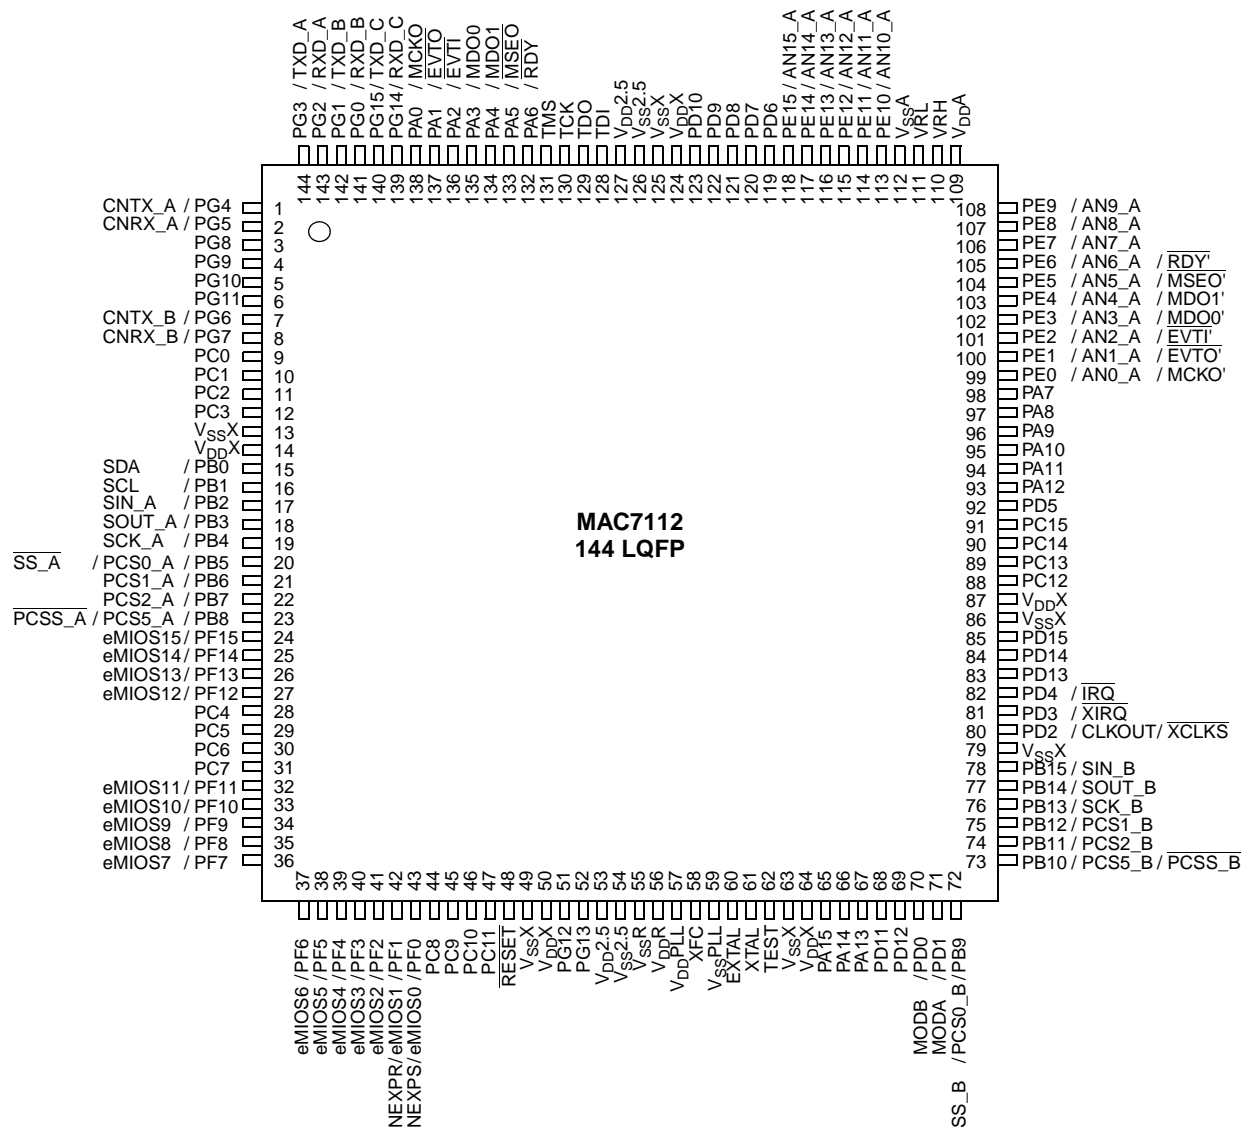 PG3 / TXD_A
PG2 / RXD_A
PG1 / TXD_B
PG0 / RXD_B
PG15 / TXD_C
PG14 / RXD_C
PA0 / MCKO
PA1 / EVTO
PA2 / EVTI
PA3 / MDO0
PA4 / MDO1
PA5 / MSEO
PA6 / RDY
TMS
TCK
TDO
TDI
VDD2.5
VSS2.5
VSSX
VDDX
PD10
PD9
PD8
PD7
PD6
PE15 / AN15_A
PE14 / AN14_A
PE13 / AN13_A
PE12 / AN12_A
PE11 / AN11_A
PE10 / AN10_A
VSSA
VRL
VRH
VDDA
144 143 142 141 140 139 138 137 136 135 134 133 132 131 130 129 128 127 126 125 124 123 122 121 120 119 118 117 116 115 114 113 112 111 110 109
CNTX_A / PG4 1
CNRX_A / PG5 2
PG8 3
PG9 4
PG10 5
PG11 6
CNTX_B / PG6 7
CNRX_B / PG7 8
PC0 9
PC1 10
PC2 11
PC3 12
VSSX 13
VDDX 14
SDA / PB0 15
SCL / PB1 16
SIN_A / PB2 17
SOUT_A / PB3 18
SCK_A / PB4 19
SS_A / PCS0_A / PB5 20
PCS1_A / PB6 21
PCS2_A / PB7 22
PCSS_A / PCS5_A / PB8 23
eMIOS15 / PF15 24
eMIOS14 / PF14 25
eMIOS13 / PF13 26
eMIOS12 / PF12 27
PC4 28
PC5 29
PC6 30
PC7 31
eMIOS11 / PF11 32
eMIOS10 / PF10 33
eMIOS9 / PF9 34
eMIOS8 / PF8 35
eMIOS7 / PF7 36
MAC7112
144 LQFP
108 PE9 / AN9_A
107 PE8 / AN8_A
106 PE7 / AN7_A
105 PE6 / AN6_A / RDY'
104 PE5 / AN5_A / MSEO'
103 PE4 / AN4_A / MDO1'
102 PE3 / AN3_A / MDO0'
101 PE2 / AN2_A / EVTI'
100 PE1 / AN1_A / EVTO'
99 PE0 / AN0_A / MCKO'
98 PA7
97 PA8
96 PA9
95 PA10
94 PA11
93 PA12
92 PD5
91 PC15
90 PC14
89 PC13
88 PC12
87 VDDX
86 VSSX
85 PD15
84 PD14
83 PD13
82 PD4 / IRQ
81 PD3 / XIRQ
80 PD2 / CLKOUT / XCLKS
79 VSSX
78 PB15 / SIN_B
77 PB14 / SOUT_B
76 PB13 / SCK_B
75 PB12 / PCS1_B
74 PB11 / PCS2_B
73 PB10 / PCS5_B / PCSS_B
37 38 39 40 41 42 43 44 45 46 47 48 49 50 51 52 53 54 55 56 57 58 59 60 61 62 63 64 65 66 67 68 69 70 71 72
eMIOS6 / PF6
eMIOS5 / PF5
eMIOS4 / PF4
eMIOS3 / PF3
eMIOS2 / PF2
NEXPR / eMIOS1 / PF1
NEXPS / eMIOS0 / PF0
PC8
PC9
PC10
PC11
RESET
VSSX
VDDX
PG12
PG13
VDD2.5
VSS2.5
VSSR
VDDR
VDDPLL
XFC
VSSPLL
EXTAL
XTAL
TEST
VSSX
VDDX
PA15
PA14
PA13
PD11
PD12
MODB / PD0
MODA / PD1
SS_B / PCS0_B / PB9